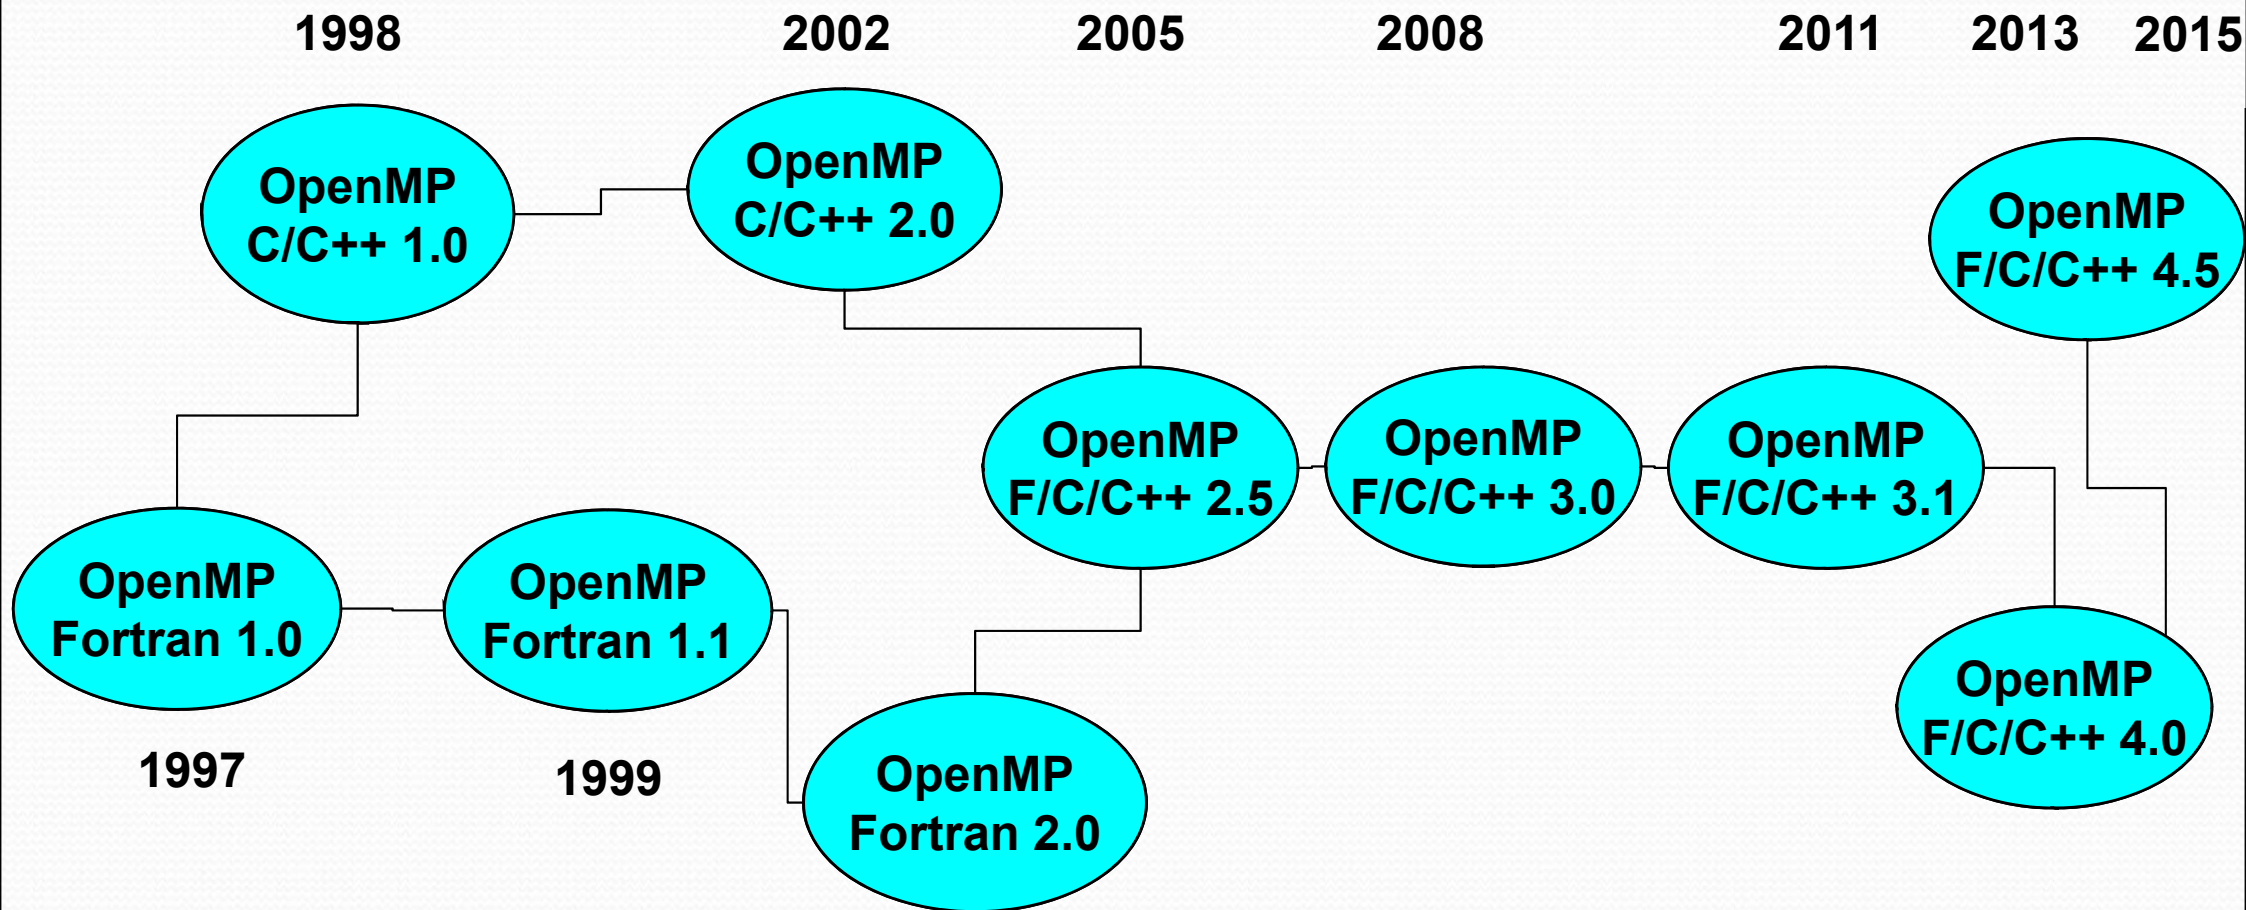 1998
2002
2005
2008
2011
2013
2015
OpenMP
C/C++ 1.0
OpenMP
C/C++ 2.0
OpenMP
F/C/C++ 4.5
OpenMP
F/C/C++ 2.5
OpenMP
F/C/C++ 3.0
OpenMP
F/C/C++ 3.1
OpenMP
Fortran 1.0
OpenMP
Fortran 1.1
OpenMP
F/C/C++ 4.0
1997
1999
OpenMP
Fortran 2.0